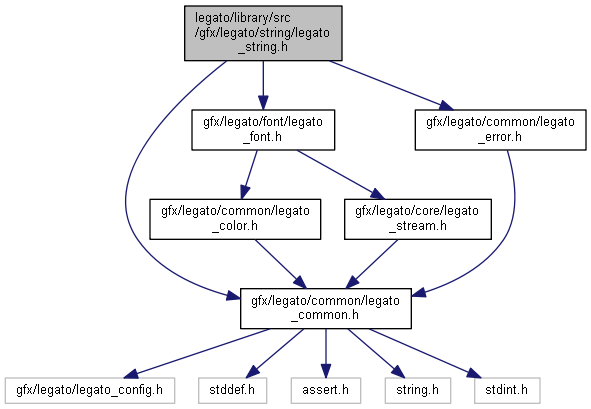 legato/library/src
/gfx/legato/string/legato
_string.h
gfx/legato/font/legato
_font.h
gfx/legato/common/legato
_error.h
gfx/legato/common/legato
_color.h
gfx/legato/core/legato
_stream.h
gfx/legato/common/legato
_common.h
gfx/legato/legato_config.h
stddef.h
assert.h
string.h
stdint.h